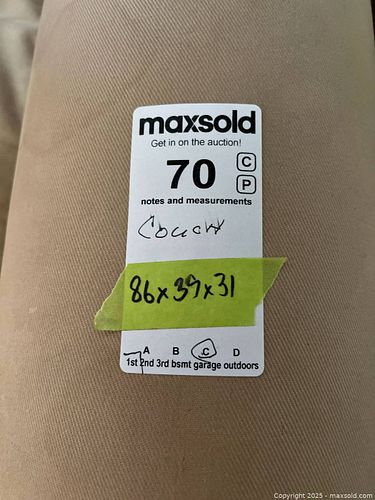 maxsold
Get in on the auction!
70 C
P
notes and measurements
Couch
86x39x31
A B C D
1st 2nd 3rd bsmt garage outdoors
Copyright 2025 - maxsold.com